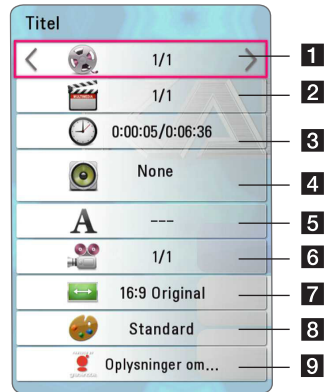 Titel
1/1 1
1/1 2
0:00:05/0:06:36 3
None 4
A --- 5
1/1 6
16:9 Original 7
Standard 8
Oplysninger om... 9